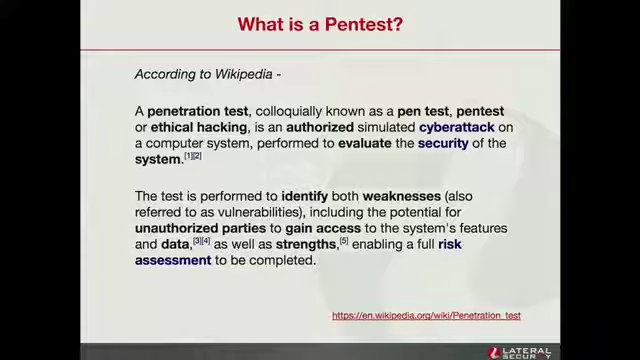 What is a Pentest?
According to Wikipedia -
A penetration test, colloquially known as a pen test, pentest
or ethical hacking, is an authorized simulated cyberattack on
a computer system, performed to evaluate the security of the
system.[1][2]
The test is performed to identify both weaknesses (also
referred to as vulnerabilities), including the potential for
unauthorized parties to gain access to the system's features
and data,[3][4] as well as strengths,[5] enabling a full risk
assessment to be completed.
https://en.wikipedia.org/wiki/Penetration_test
LATERAL
SECURITY